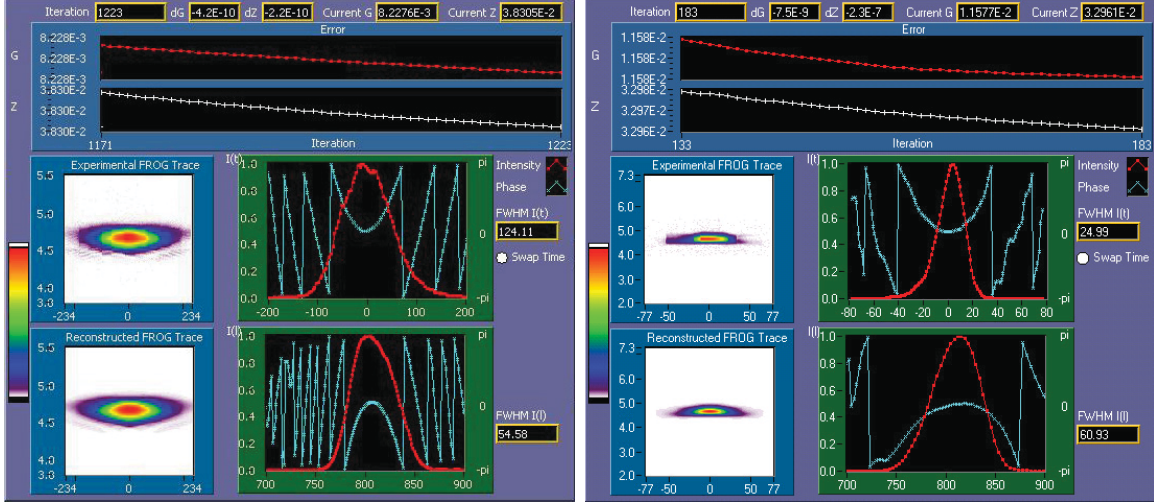 Iteration 1223 dG -4.2E-10 dZ -2.2E-10 Current G 8.2276E-3 Current Z 3.8305E-2
Error
G
8.228E-3
8.228E-3
8.228E-3
Z
3.830E-2
3.830E-2
3.830E-2
1171 Iteration 1223
Experimental FROG Trace
5.5
5.0
4.5
4.0
3.8
-234 0 234
I(t)
1.0
0.8
0.6
0.4
0.2
0.0
-200 -100 0 100 200
pi
0
-pi
Intensity
Phase
FWHM I(t)
124.11
Swap Time
Reconstructed FROG Trace
5.5
5.0
4.5
4.0
3.8
-234 0 234
I(l)
1.0
0.8
0.6
0.4
0.2
0.0
700 750 800 850 900
pi
0
-pi
FWHM I(l)
54.58
Iteration 183 dG -7.5E-9 dZ -2.3E-7 Current G 1.1577E-2 Current Z 3.2961E-2
Error
G
1.158E-2
1.158E-2
1.158E-2
Z
3.298E-2
3.297E-2
3.296E-2
133 Iteration 183
Experimental FROG Trace
7.3
6.0
5.0
4.0
3.0
2.0
-77 -50 0 50 77
I(t)
1.0
0.8
0.6
0.4
0.2
0.0
-80 -60 -40 -20 0 20 40 60 80
pi
0
-pi
Intensity
Phase
FWHM I(t)
24.99
Swap Time
Reconstructed FROG Trace
7.3
6.0
5.0
4.0
3.0
2.0
-77 -50 0 50 77
I(l)
1.0
0.8
0.6
0.4
0.2
0.0
700 750 800 850 900
pi
0
-pi
FWHM I(l)
60.93